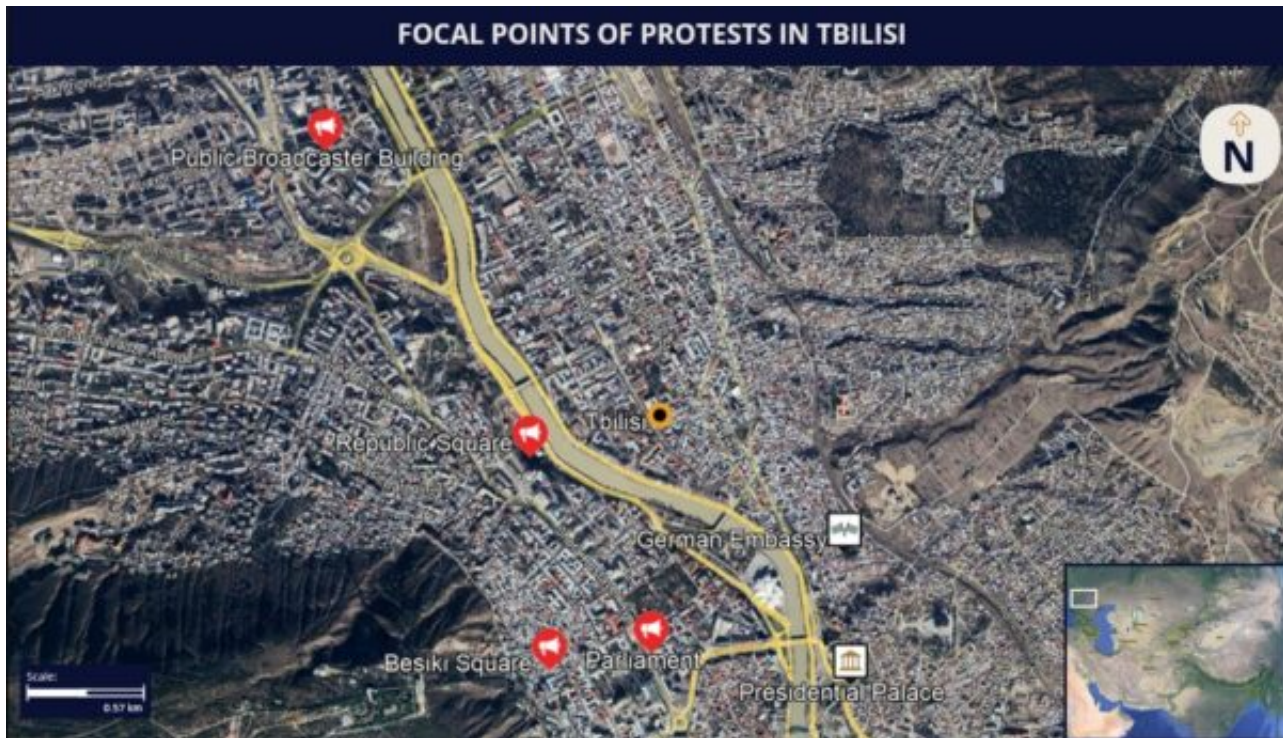 FOCAL POINTS OF PROTESTS IN TBILISI
N
Public Broaccaster Building
Tbilisi
Republic Square
German Embassy
Besiki Square
Parliament
Presidential Palace
Scale:
0.57 km